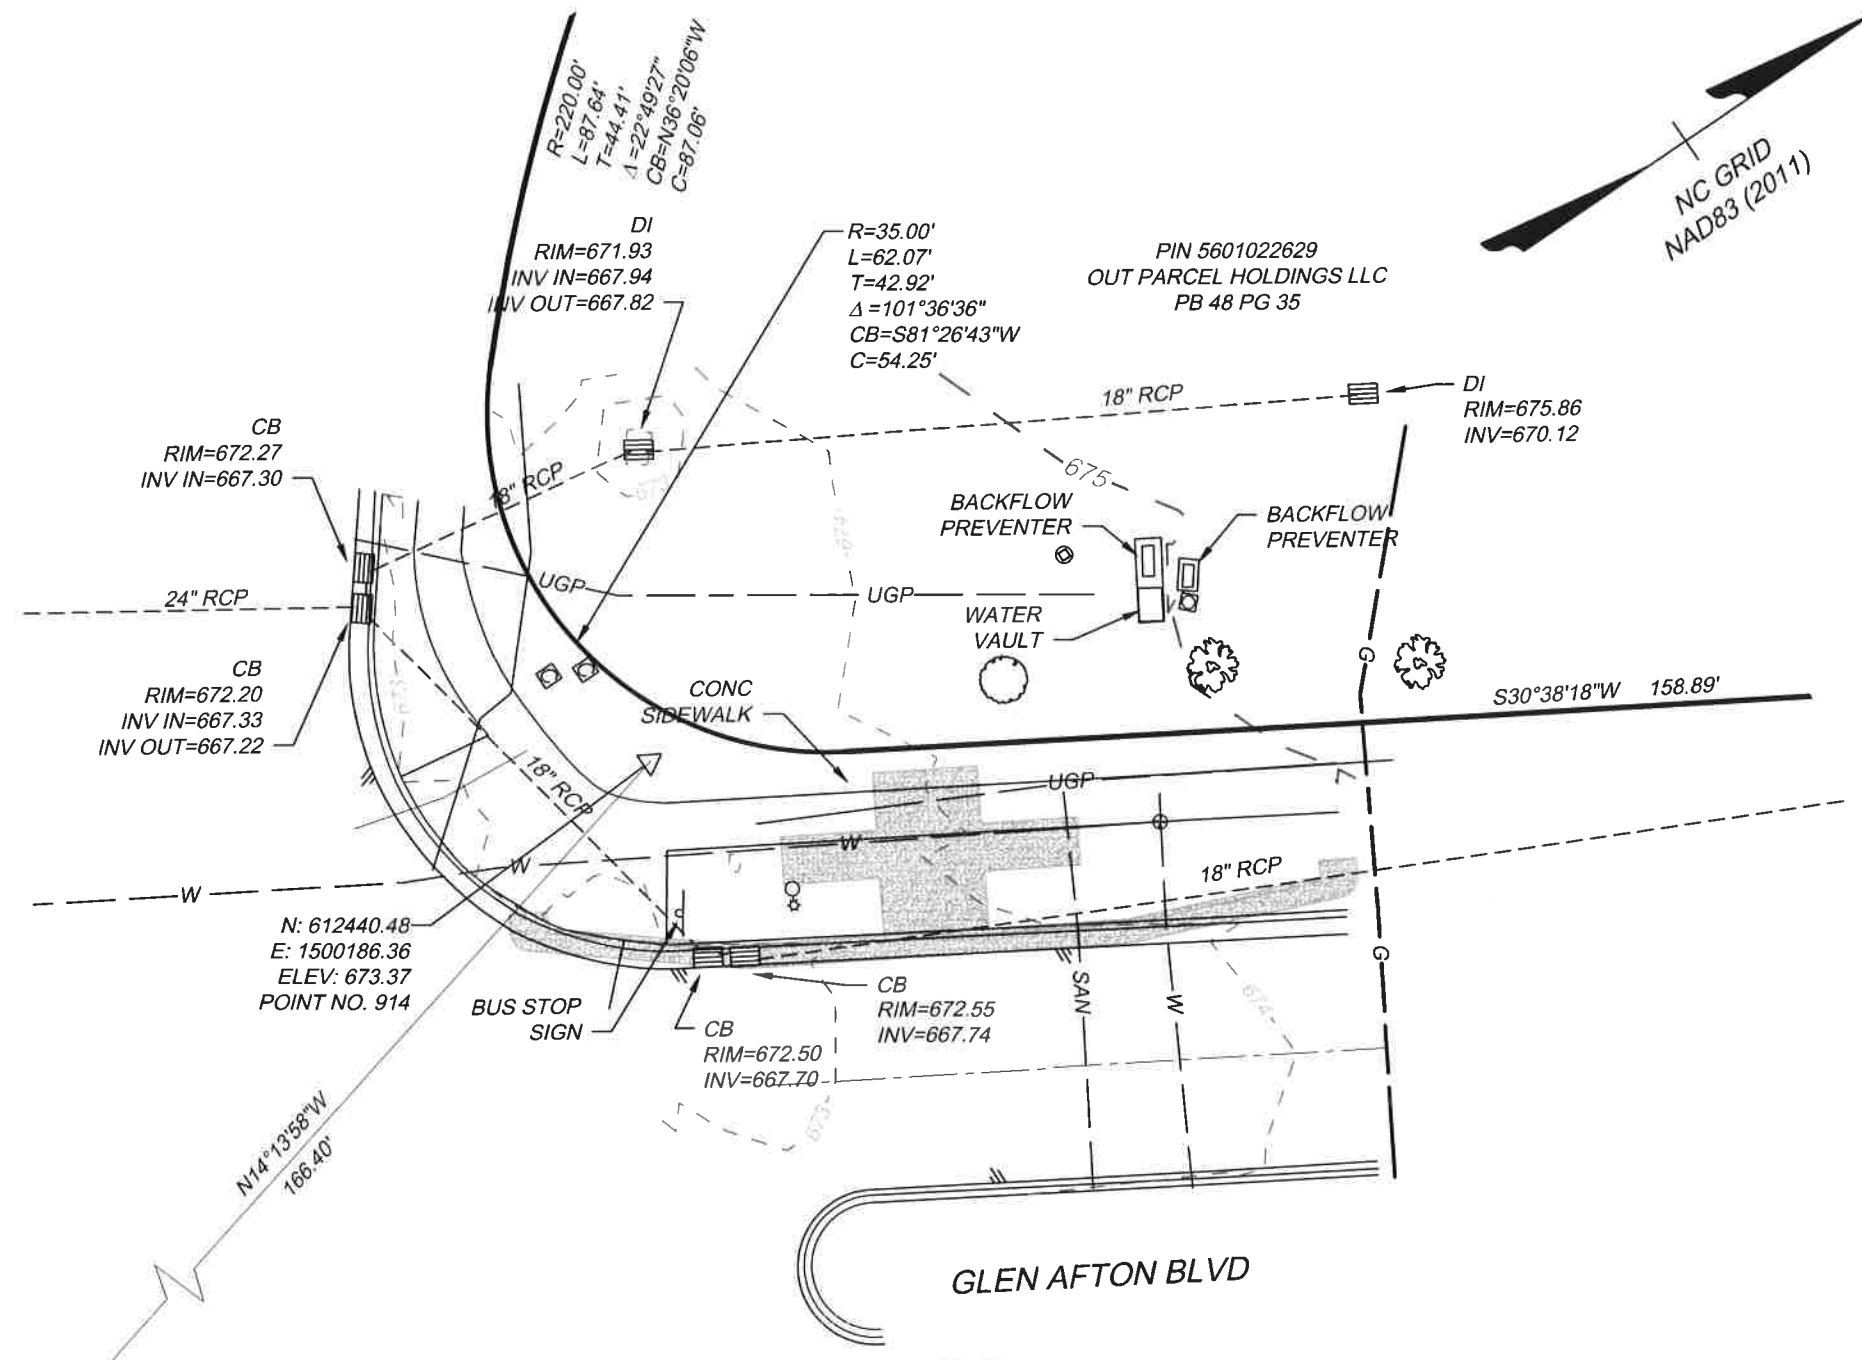 R=220.00'
L=87.64'
T=44.41'
Δ=22°49'27"
CB=N36°20'06"W
C=87.06'
NC GRID
NAD83 (2011)
DI
RIM=671.93
INV IN=667.94
INV OUT=667.82
R=35.00'
L=62.07'
T=42.92'
Δ=101°36'36"
CB=S81°26'43"W
C=54.25'
PIN 5601022629
OUT PARCEL HOLDINGS LLC
PB 48 PG 35
18" RCP
DI
RIM=675.86
INV=670.12
CB
RIM=672.27
INV IN=667.30
18" RCP
673
675
674
BACKFLOW
PREVENTER
BACKFLOW
PREVENTER
24" RCP
UGP
UGP
WATER
VAULT
G
CB
RIM=672.20
INV IN=667.33
INV OUT=667.22
673
CONC
SIDEWALK
S30°38'18"W 158.89'
18" RCP
UGP
W
W
W
18" RCP
N: 612440.48
E: 1500186.36
ELEV: 673.37
POINT NO. 914
BUS STOP
SIGN
CB
RIM=672.50
INV=667.70
CB
RIM=672.55
INV=667.74
SAN
W
G
674
673
N14°13'58"W
166.40'
GLEN AFTON BLVD